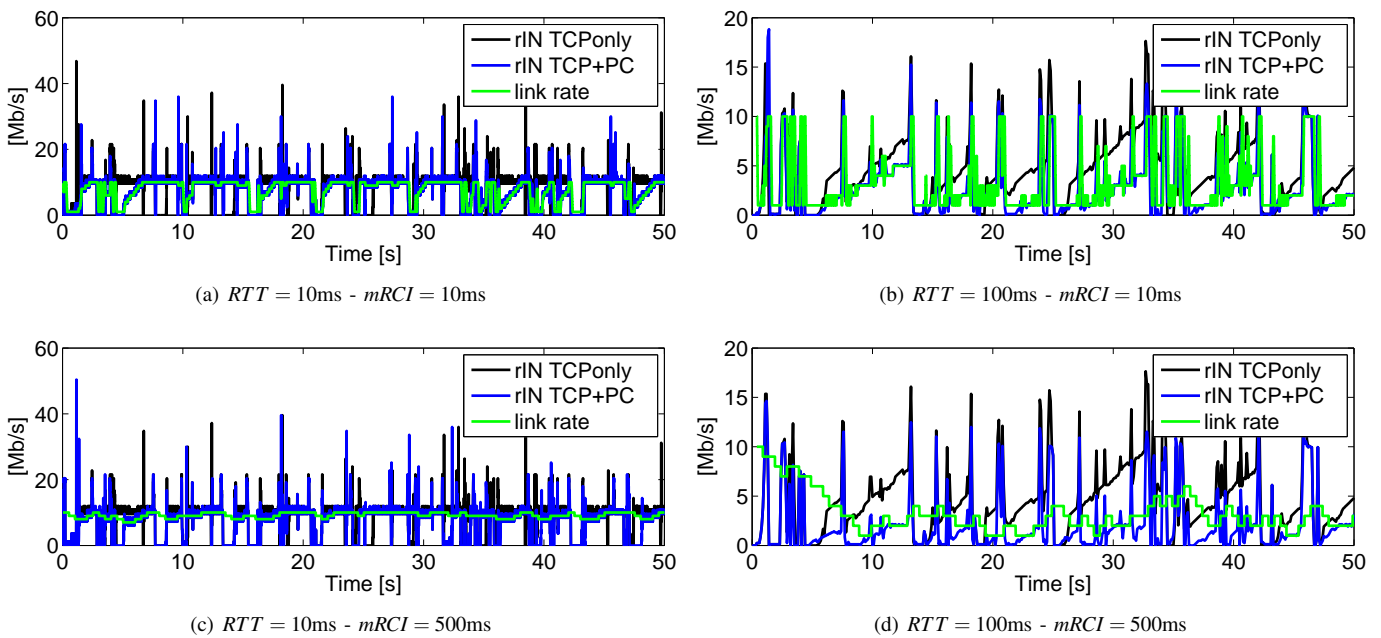 60
40
20
0
[Mb/s]
0 10 20 30 40 50
Time [s]
rIN TCPonly
rIN TCP+PC
link rate
(a) RTT = 10ms - mRCI = 10ms
20
15
10
5
0
[Mb/s]
0 10 20 30 40 50
Time [s]
rIN TCPonly
rIN TCP+PC
link rate
(b) RTT = 100ms - mRCI = 10ms
60
40
20
0
[Mb/s]
0 10 20 30 40 50
Time [s]
rIN TCPonly
rIN TCP+PC
link rate
(c) RTT = 10ms - mRCI = 500ms
20
15
10
5
0
[Mb/s]
0 10 20 30 40 50
Time [s]
rIN TCPonly
rIN TCP+PC
link rate
(d) RTT = 100ms - mRCI = 500ms